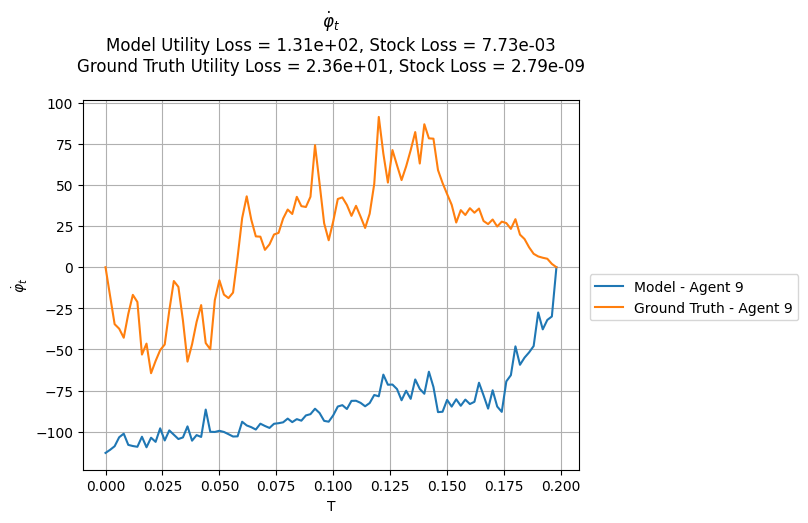 φ̇ₜ
Model Utility Loss = 1.31e+02, Stock Loss = 7.73e-03
Ground Truth Utility Loss = 2.36e+01, Stock Loss = 2.79e-09
100
75
50
25
0
−25
−50
−75
−100
φ̇ₜ
0.000 0.025 0.050 0.075 0.100 0.125 0.150 0.175 0.200
T
Model - Agent 9
Ground Truth - Agent 9